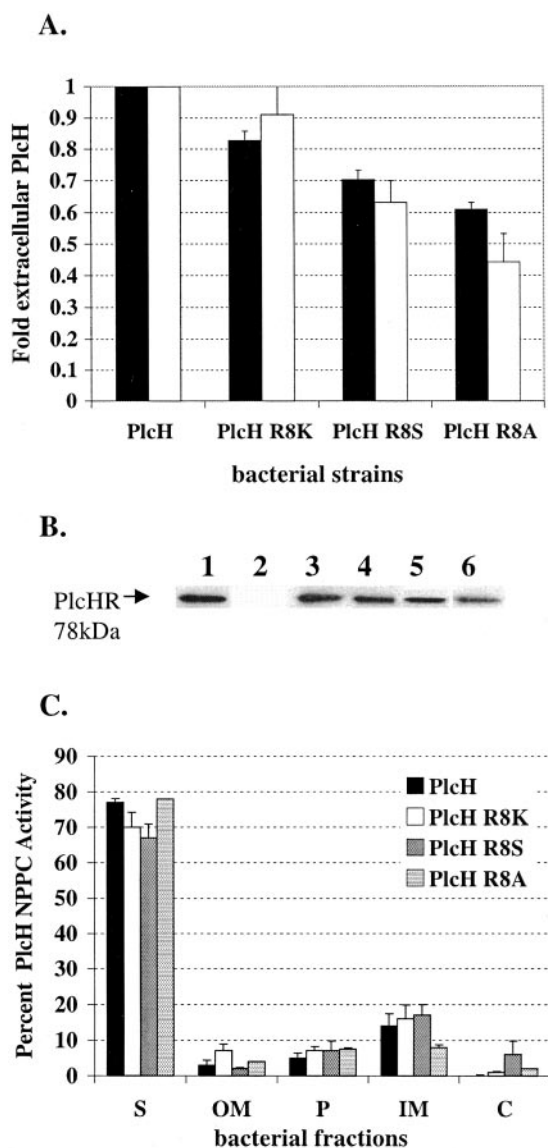 A.
Fold extracellular PlcH
1
0.9
0.8
0.7
0.6
0.5
0.4
0.3
0.2
0.1
0
PlcH PlcH R8K PlcH R8S PlcH R8A
bacterial strains
B.
1 2 3 4 5 6
PlcHR
78kDa
C.
Percent PlcH NPPC Activity
90
80
70
60
50
40
30
20
10
0
PlcH
PlcH R8K
PlcH R8S
PlcH R8A
S OM P IM C
bacterial fractions